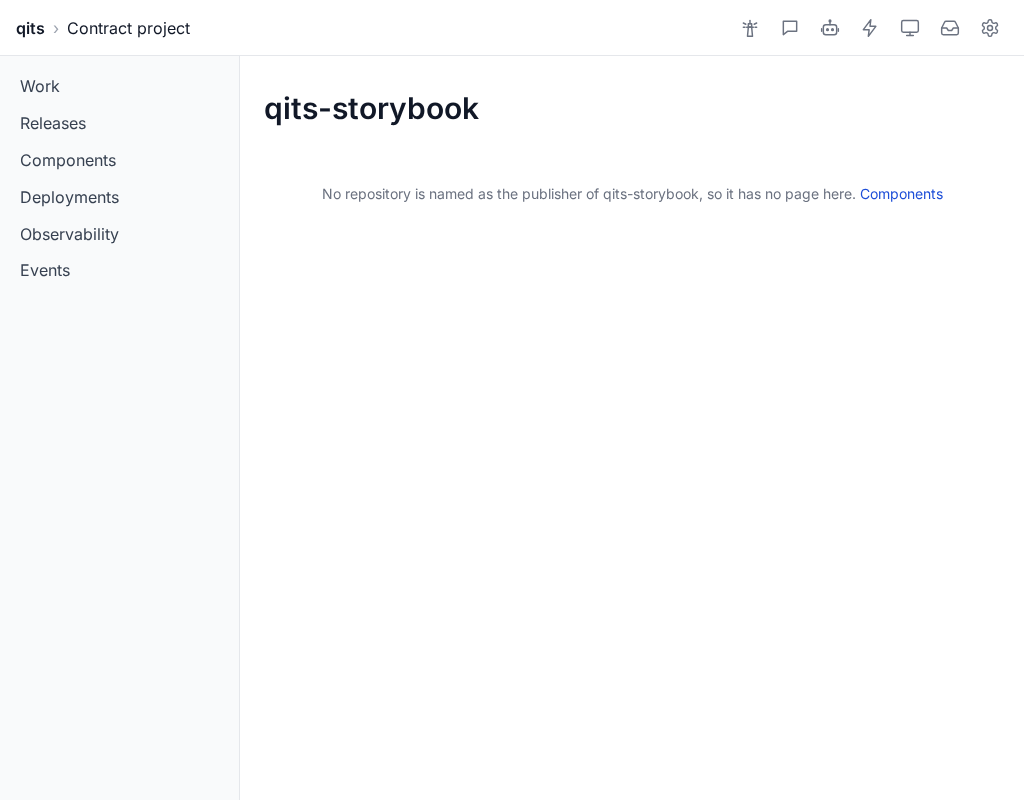 qits › Contract project
Work
Releases
Components
Deployments
Observability
Events
qits-storybook
No repository is named as the publisher of qits-storybook, so it has no page here. Components